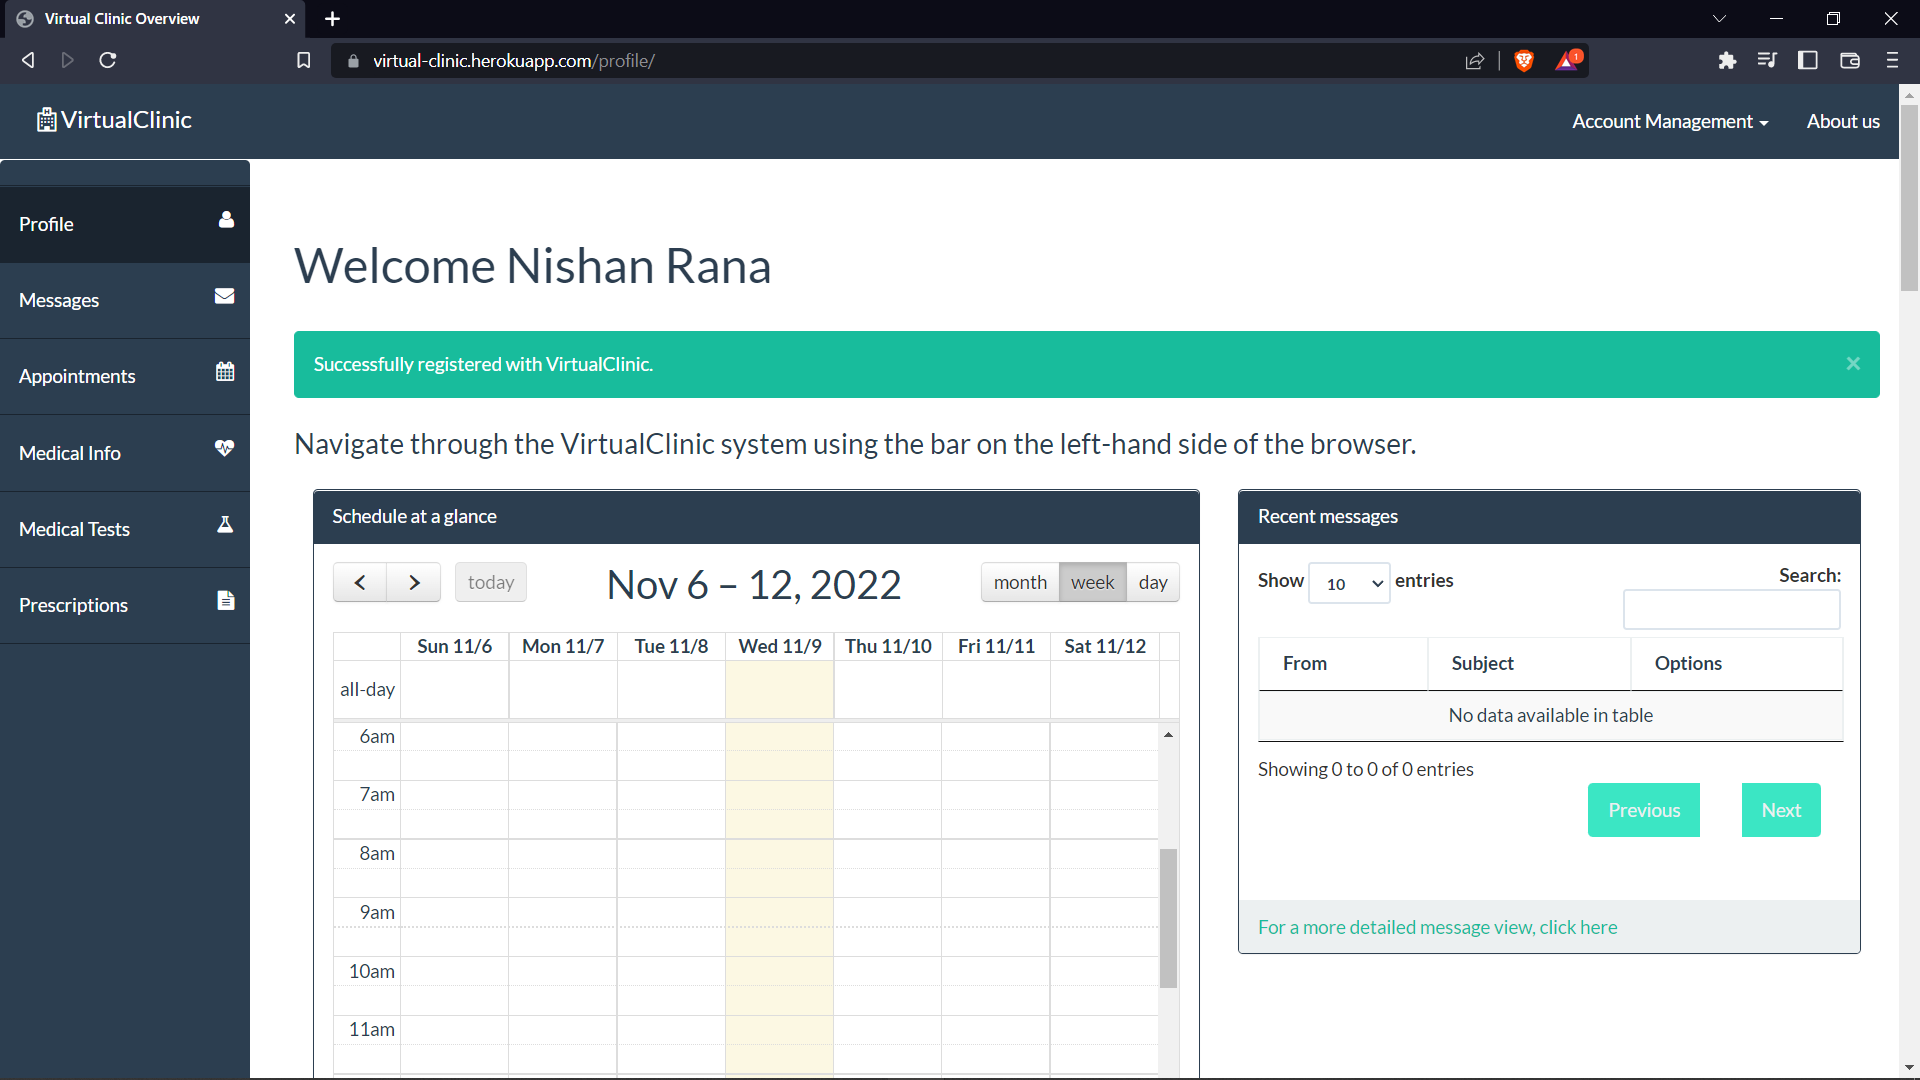 Virtual Clinic Overview
virtual-clinic.herokuapp.com/profile/
1
VirtualClinic
Account Management
About us
Profile
Messages
Appointments
Medical Info
Medical Tests
Prescriptions
Welcome Nishan Rana
Successfully registered with VirtualClinic.
×
Navigate through the VirtualClinic system using the bar on the left-hand side of the browser.
Schedule at a glance
today
Nov 6 – 12, 2022
month week day
Sun 11/6 Mon 11/7 Tue 11/8 Wed 11/9 Thu 11/10 Fri 11/11 Sat 11/12
all-day
6am
7am
8am
9am
10am
11am
Recent messages
Show 10 entries
Search:
From Subject Options
No data available in table
Showing 0 to 0 of 0 entries
Previous Next
For a more detailed message view, click here